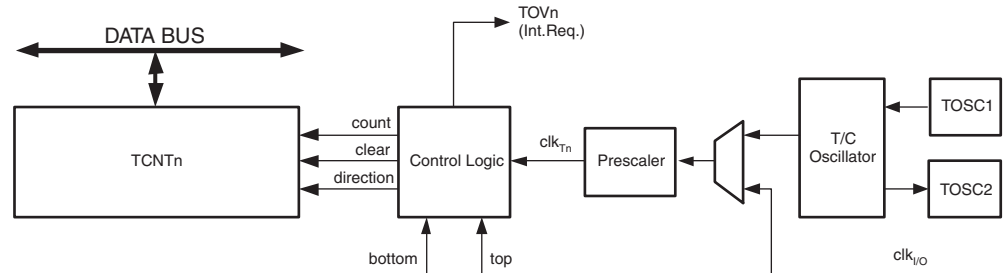 TOVn
(Int.Req.)
DATA BUS
TCNTn
count
clear
direction
Control Logic
clkTn
Prescaler
T/C
Oscillator
TOSC1
TOSC2
bottom
top
clkI/O